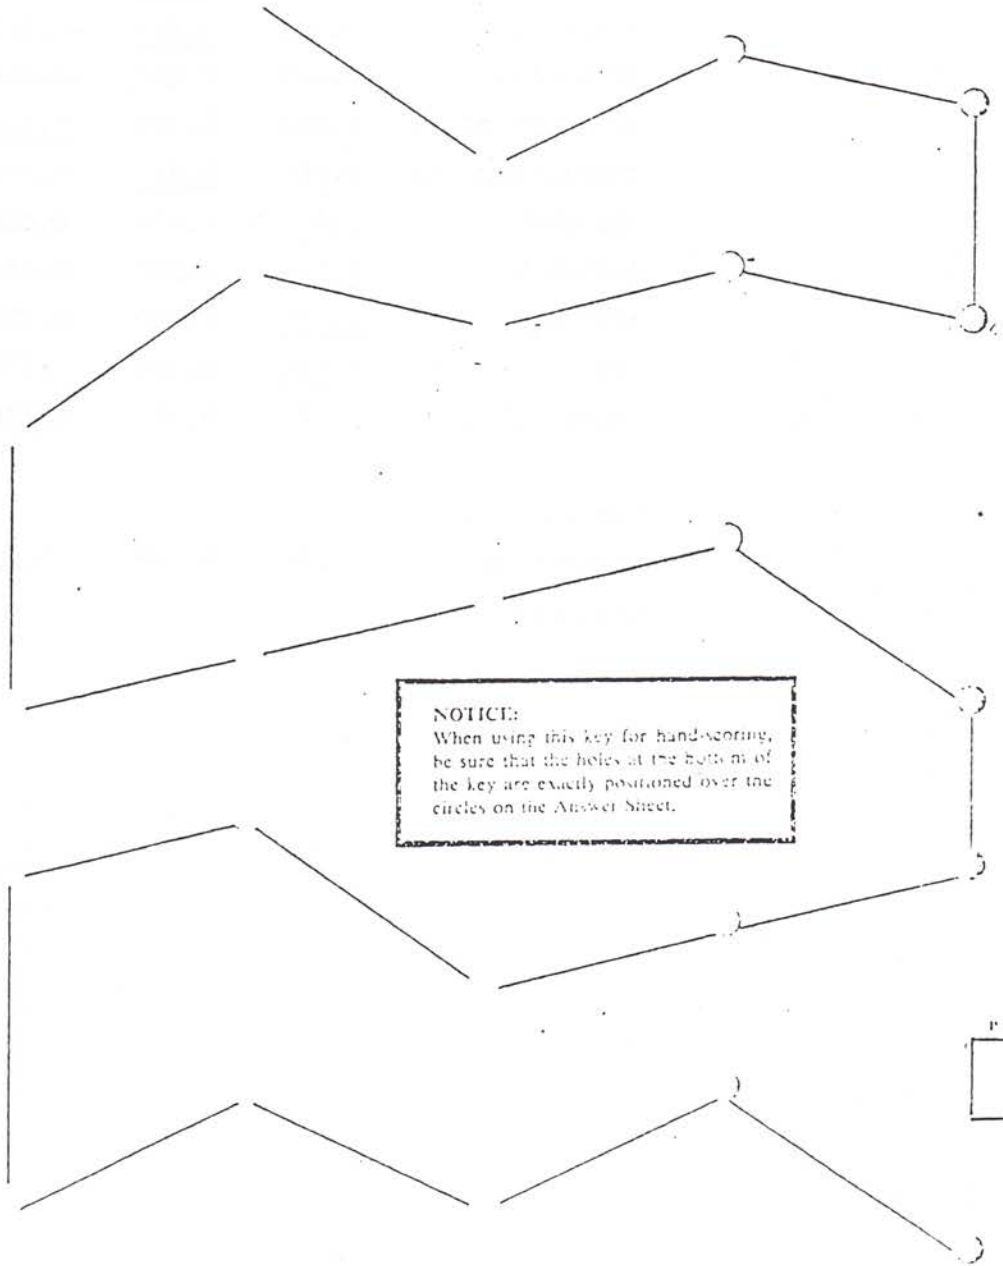 NOTICE:
When using this key for hand-scoring,
be sure that the holes at the bottom of
the key are exactly positioned over the
circles on the Answer Sheet.
P